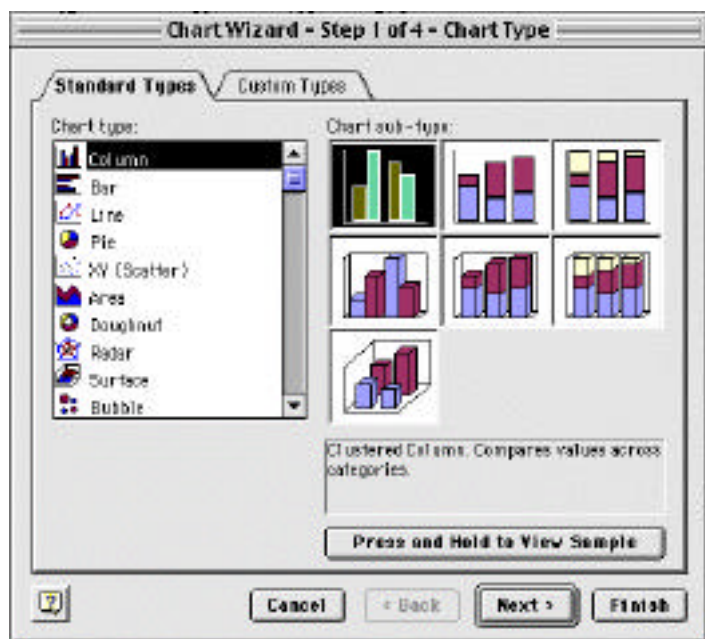 Chart Wizard - Step 1 of 4 - Chart Type
Standard Types
Custom Types
Chart type:
Column
Bar
Line
Pie
XY (Scatter)
Area
Doughnut
Radar
Surface
Bubble
Chart sub-type:
Clustered Column. Compares values across
categories.
Press and Hold to View Sample
?
Cancel
< Back
Next >
Finish